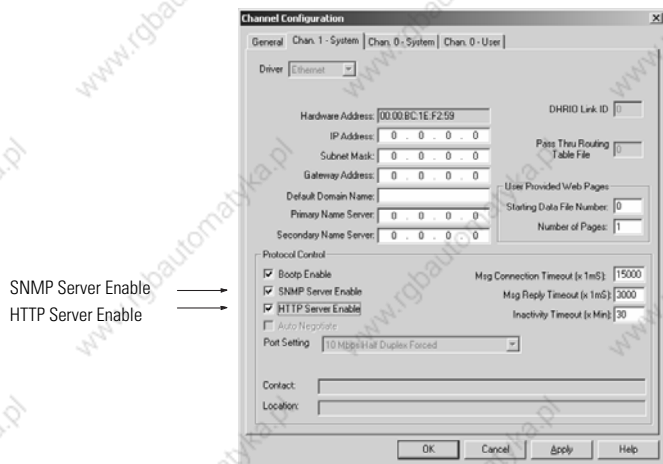 Channel Configuration
General Chan. 1 - System Chan. 0 - System Chan. 0 - User
Driver Ethernet
Hardware Address: 00:00:BC:1E:F2:59
DHRIO Link ID 0
IP Address: 0 . 0 . 0 . 0
Subnet Mask: 0 . 0 . 0 . 0
Pass Thru Routing Table File 0
Gateway Address: 0 . 0 . 0 . 0
Default Domain Name:
Primary Name Server: 0 . 0 . 0 . 0
Secondary Name Server: 0 . 0 . 0 . 0
User Provided Web Pages
Starting Data File Number: 0
Number of Pages: 1
Protocol Control
Bootp Enable
SNMP Server Enable
HTTP Server Enable
Auto Negotiate
Msg Connection Timeout (x 1mS): 15000
Msg Reply Timeout (x 1mS): 3000
Inactivity Timeout (x Min): 30
Port Setting 10 Mbps Half Duplex Forced
Contact:
Location:
OK Cancel Apply Help
SNMP Server Enable
HTTP Server Enable
www.rgbautomatyka.pl